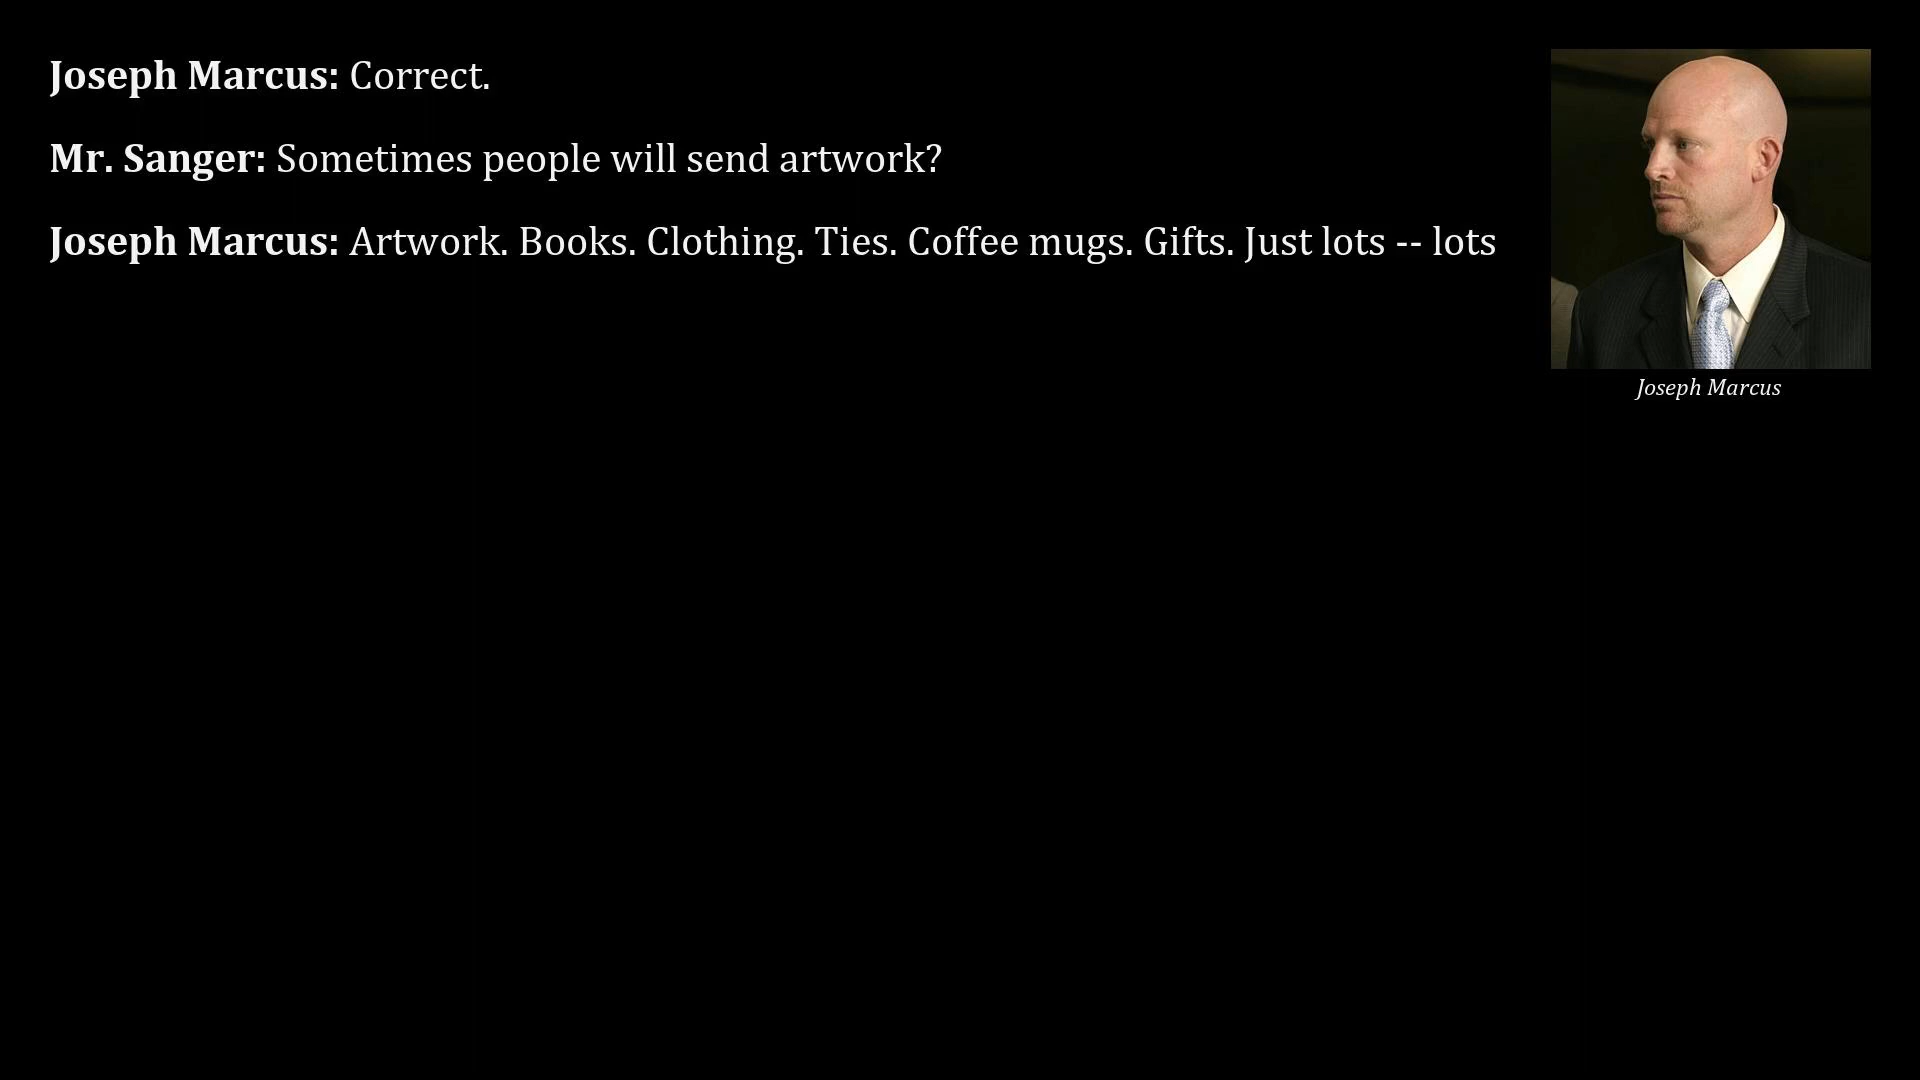 Joseph Marcus: Correct.
Mr. Sanger: Sometimes people will send artwork?
Joseph Marcus: Artwork. Books. Clothing. Ties. Coffee mugs. Gifts. Just lots -- lots
Joseph Marcus